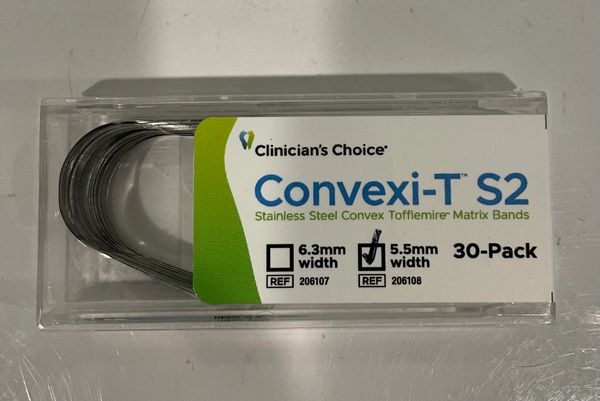 Clinician's Choice®
Convexi-T™ S2
Stainless Steel Convex Tofflemire™ Matrix Bands
6.3mm width
REF 206107
5.5mm width
REF 206108
30-Pack